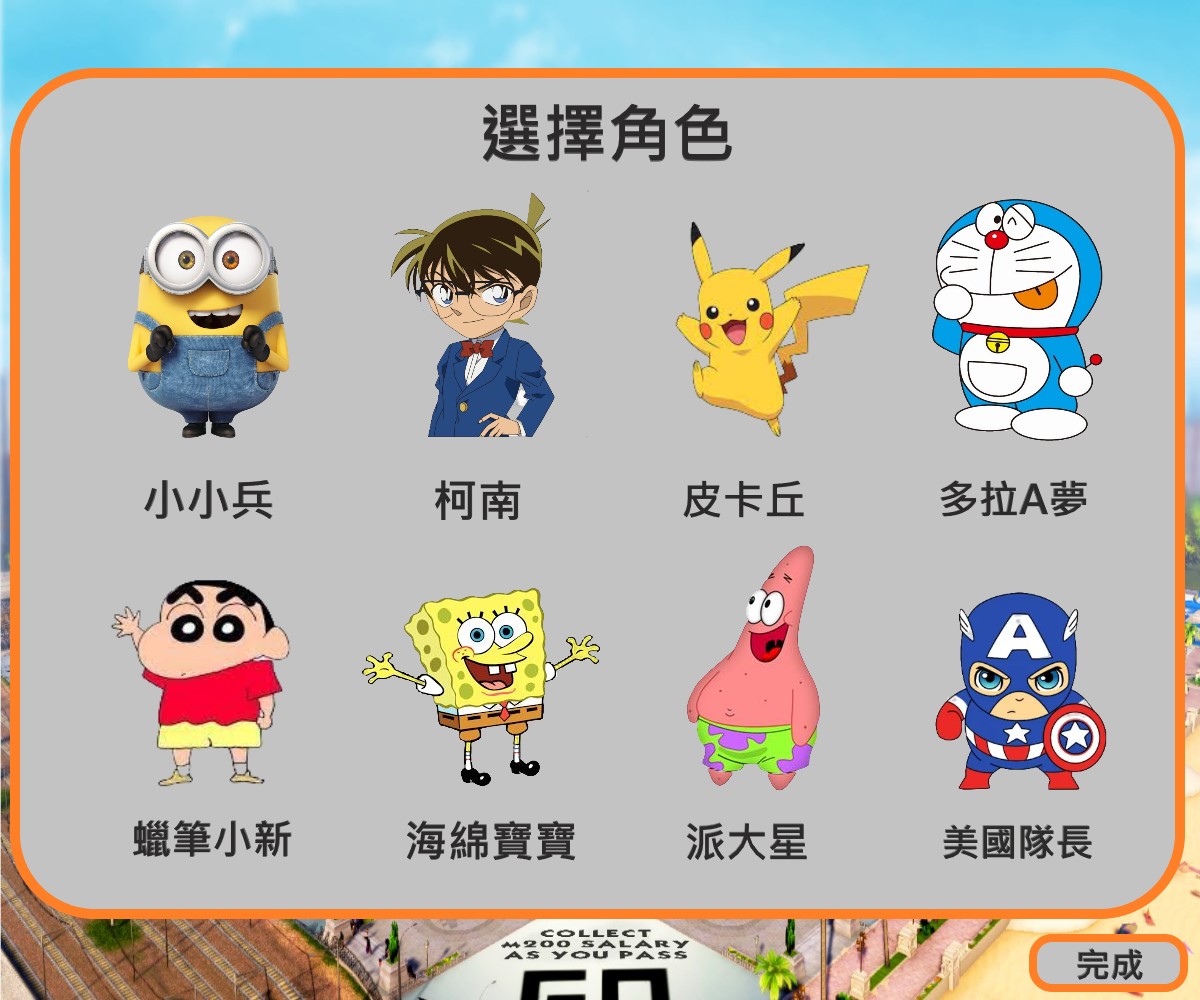 選擇角色
小小兵
柯南
皮卡丘
多拉A夢
蠟筆小新
海綿寶寶
派大星
美國隊長
A
COLLECT
M200 SALARY
AS YOU PASS
GO
完成